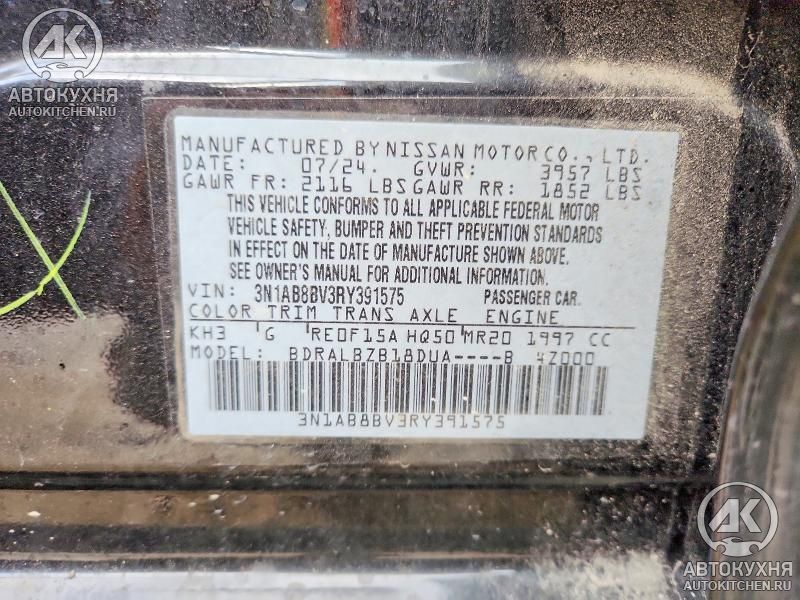 АК
АВТОКУХНЯ
AUTOKITCHEN.RU
MANUFACTURED BY NISSAN MOTOR CO., LTD.
DATE: 07/24. GVWR: 3957 LBS
GAWR FR: 2116 LBS GAWR RR: 1852 LBS
THIS VEHICLE CONFORMS TO ALL APPLICABLE FEDERAL MOTOR
VEHICLE SAFETY, BUMPER AND THEFT PREVENTION STANDARDS
IN EFFECT ON THE DATE OF MANUFACTURE SHOWN ABOVE.
SEE OWNER'S MANUAL FOR ADDITIONAL INFORMATION.
VIN: 3N1AB8BV3RY391575 PASSENGER CAR.
COLOR TRIM TRANS AXLE ENGINE
KH3 G RE0F15A HQ50 MR20 1997 CC
MODEL: BDRALBZB18DUA----B 4Z000
3N1AB8BV3RY391575
АК
АВТОКУХНЯ
AUTOKITCHEN.RU